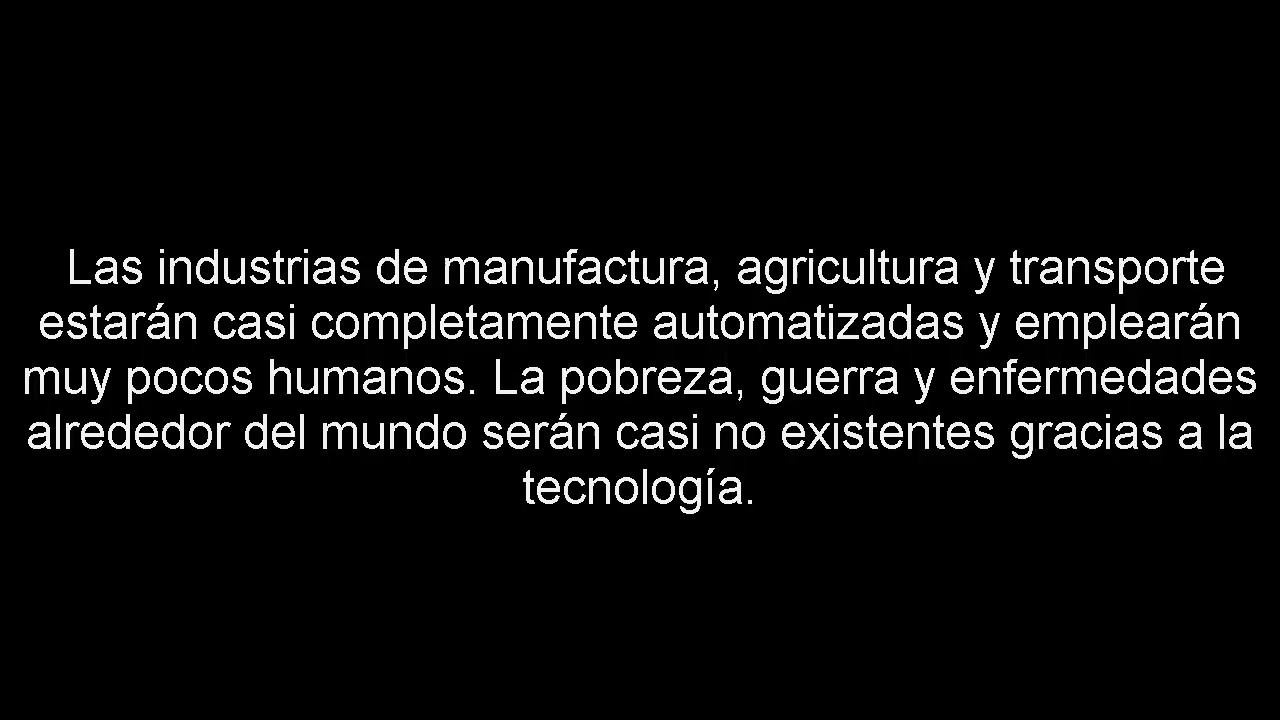 Las industrias de manufactura, agricultura y transporte
estarán casi completamente automatizadas y emplearán
muy pocos humanos. La pobreza, guerra y enfermedades
alrededor del mundo serán casi no existentes gracias a la
tecnología.